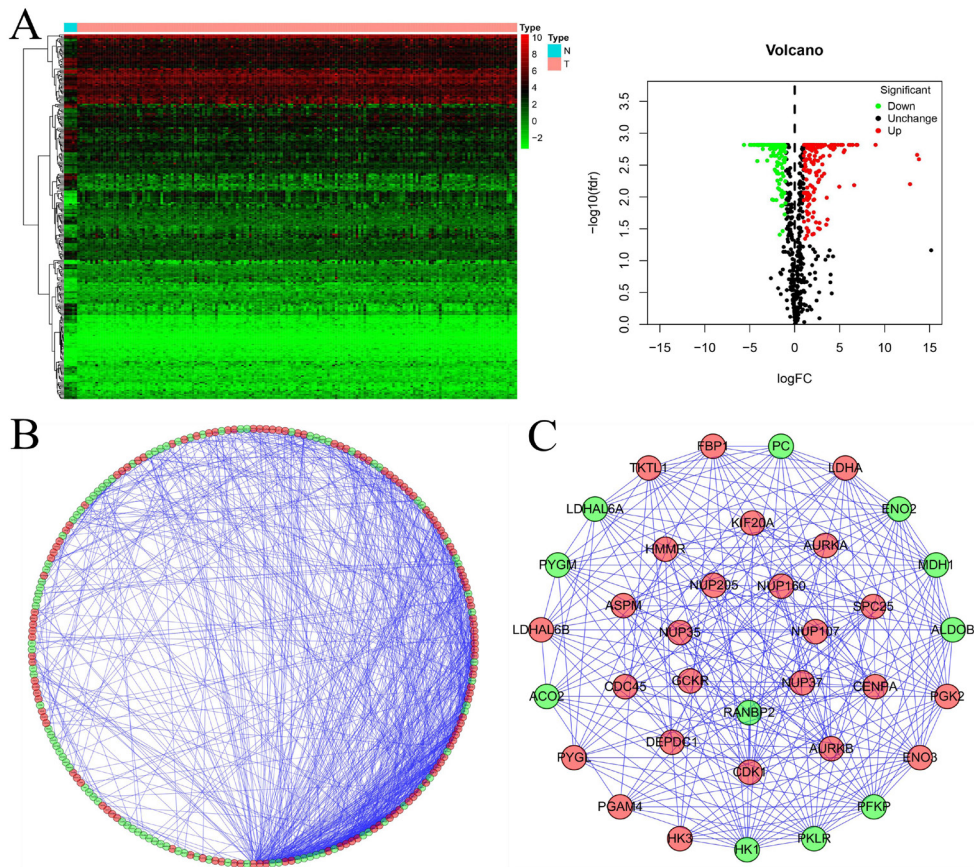 A
Type
10
8
6
4
2
0
−2
Type
N
T
Volcano
Significant
Down
Unchange
Up
−log10(fdr)
3.5
3.0
2.5
2.0
1.5
1.0
0.5
0.0
−15
−10
−5
0
5
10
15
logFC
B
C
FBP1
PC
TKTL1
LDHA
LDHAL6A
ENO2
KIF20A
HMMR
AURKA
PYGM
MDH1
NUP205
NUP160
ASPM
SPC25
LDHAL6B
NUP35
NUP107
ALDOB
CDC45
GCKR
NUP37
CENPA
ACO2
PGK2
RANBP2
DEPDC1
AURKB
PYGL
CDK1
ENO3
PGAM4
PFKP
HK3
HK1
PKLR